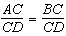 AC/CD = BC/CD